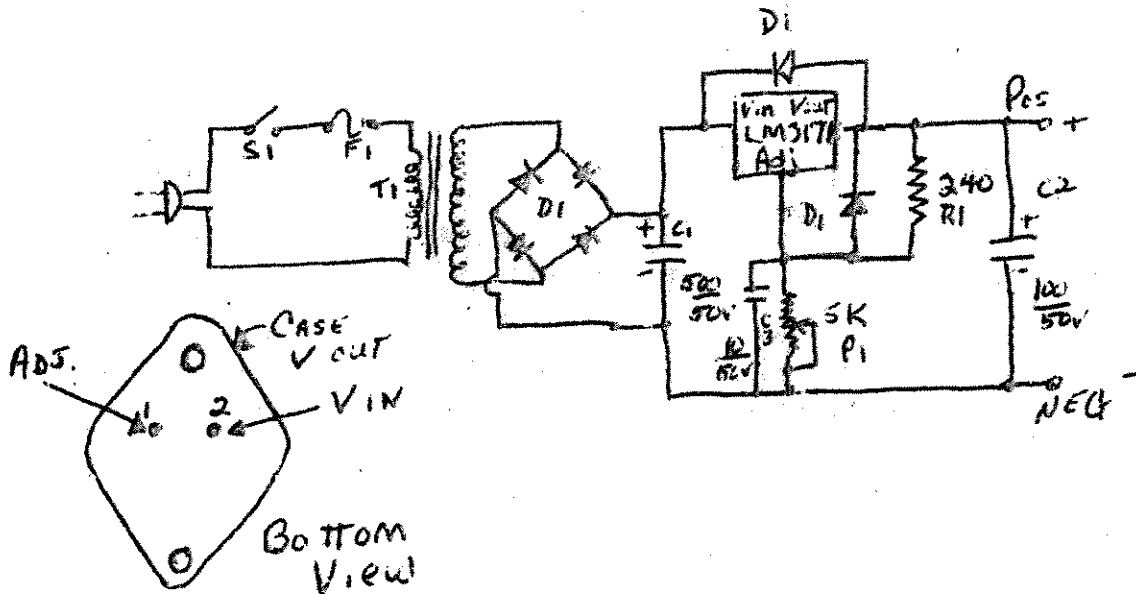 D1
Vin Vout
LM317K
Adj
Pos
+
S1
F1
T1
D1
+ C1
-
500
50v
D1
240
R1
C2
+
-
100
50v
C3
10
50v
5K
P1
-
NEG
CASE
V OUT
ADJ.
1
2
V IN
BOTTOM
VIEW